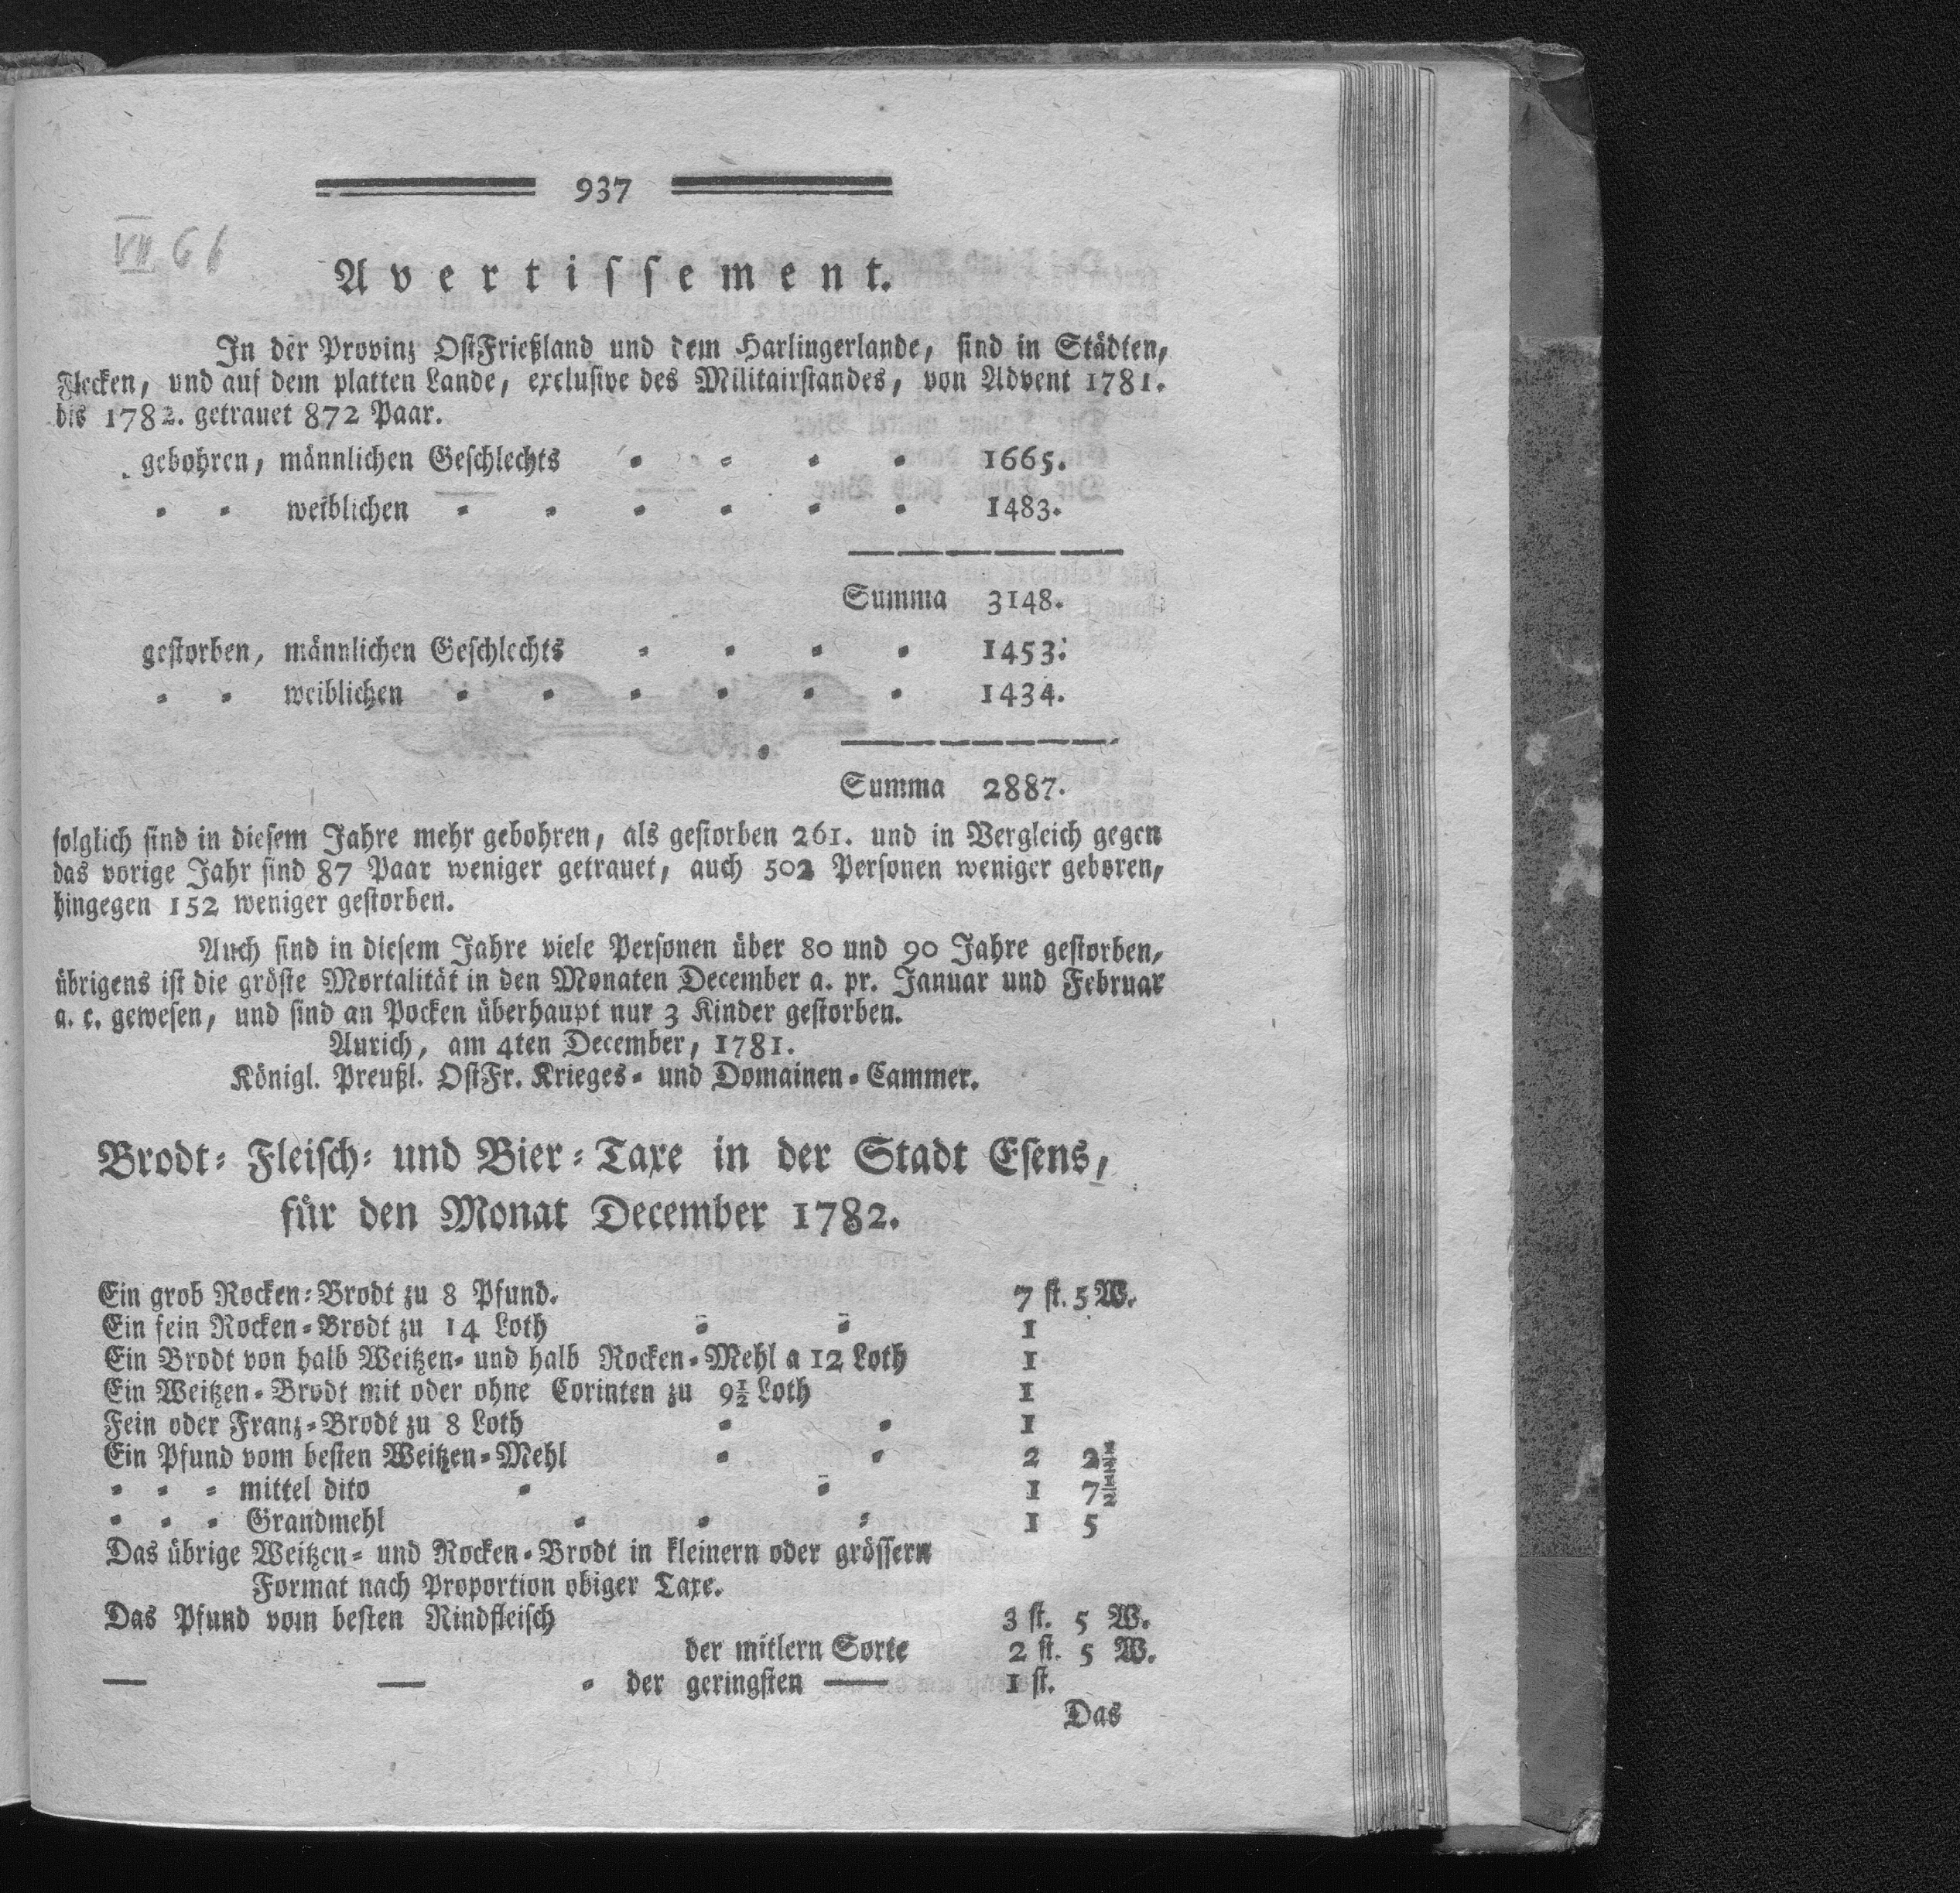 937
VII 66
Avertissement.
In der Provinz OstFrießland und dem Harlingerlande, sind in Städten,
Flecken, und auf dem platten Lande, exclusive des Militairstandes, von Advent 1781.
bis 1782. getrauet 872 Paar.
gebohren, männlichen Geschlechts = = = = 1665.
= = weiblichen = = = = = = 1483.
Summa 3148.
gestorben, männlichen Geschlechts = = = = 1453.
= = weiblichen = = = = = = 1434.
Summa 2887.
folglich sind in diesem Jahre mehr gebohren, als gestorben 261. und in Vergleich gegen
das vorige Jahr sind 87 Paar weniger getrauet, auch 502 Personen weniger geboren,
hingegen 152 weniger gestorben.
Auch sind in diesem Jahre viele Personen über 80 und 90 Jahre gestorben,
übrigens ist die gröste Mortalität in den Monaten December a. pr. Januar und Februar
a. c. gewesen, und sind an Pocken überhaupt nur 3 Kinder gestorben.
Aurich, am 4ten December, 1781.
Königl. Preußl. OstFr. Krieges= und Domainen=Cammer.
Brodt= Fleisch= und Bier=Taxe in der Stadt Esens,
für den Monat December 1782.
Ein grob Rocken=Brodt zu 8 Pfund. 7 st. 5 W.
Ein fein Rocken=Brodt zu 14 Loth = = 1
Ein Brodt von halb Weitzen= und halb Rocken=Mehl a 12 Loth 1
Ein Weitzen=Brodt mit oder ohne Corinten zu 9½ Loth 1
Fein oder Franz=Brodt zu 8 Loth = = 1
Ein Pfund vom besten Weitzen=Mehl = = 2 2½
= = = mittel dito = = 1 7½
= = = Grandmehl = = = 1 5
Das übrige Weitzen= und Rocken=Brodt in kleinern oder grössern
Format nach Proportion obiger Taxe.
Das Pfund vom besten Rindfleisch 3 st. 5 W.
der mitlern Sorte 2 st. 5 W.
— — = der geringsten — 1 st.
Das